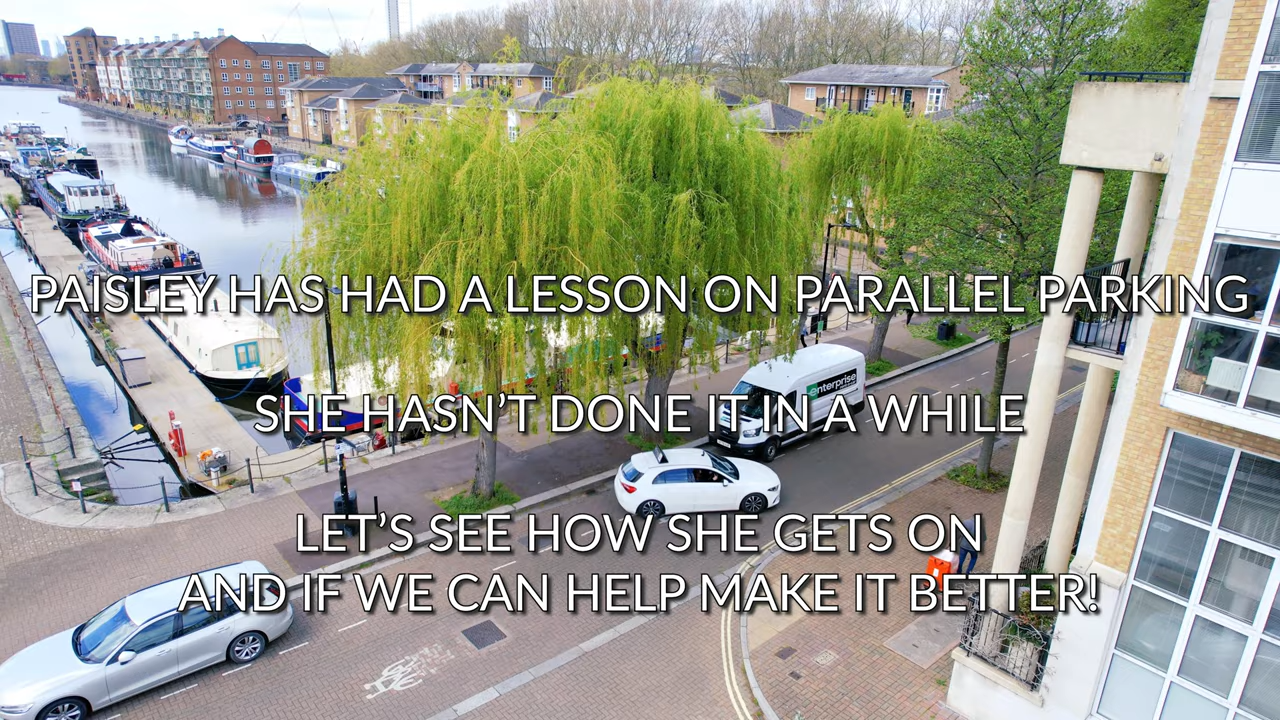 PAISLEY HAS HAD A LESSON ON PARALLEL PARKING
enterprise
SHE HASN'T DONE IT IN A WHILE
LET'S SEE HOW SHE GETS ON
AND IF WE CAN HELP MAKE IT BETTER!